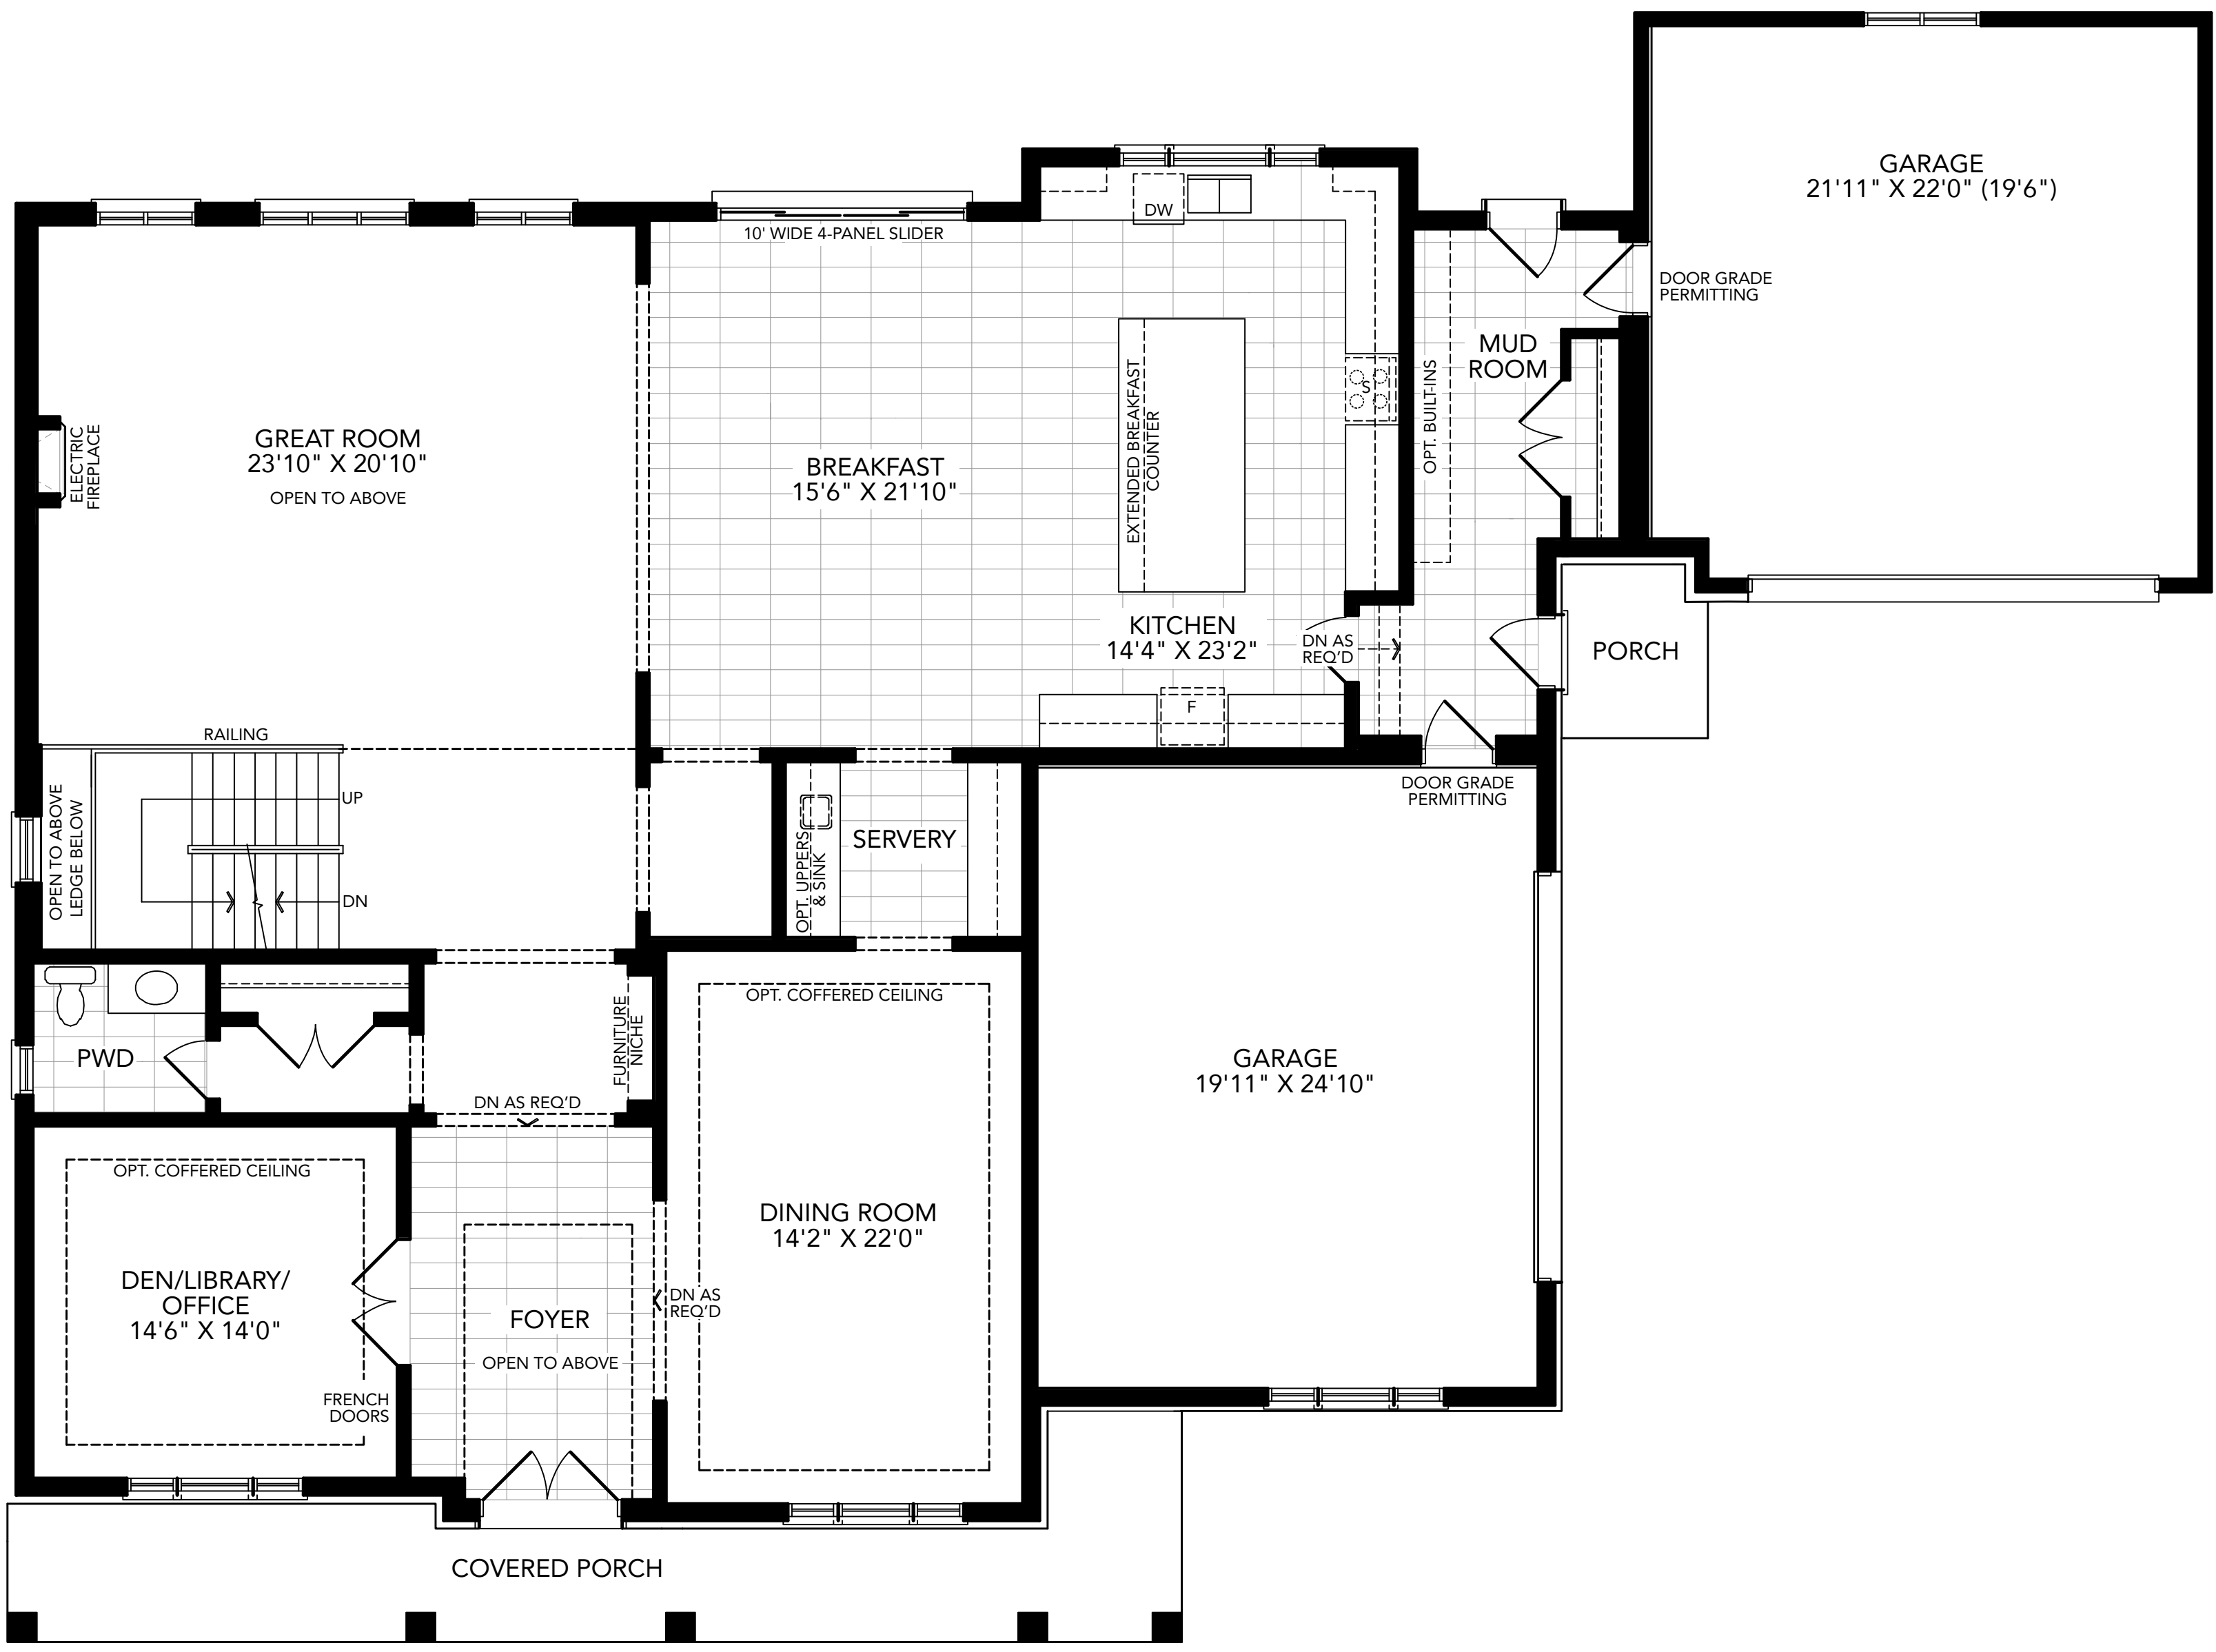 GARAGE
21'11" X 22'0" (19'6")
DW
10' WIDE 4-PANEL SLIDER
DOOR GRADE
PERMITTING
MUD
ROOM
OPT. BUILT-INS
S
EXTENDED BREAKFAST
COUNTER
GREAT ROOM
23'10" X 20'10"
OPEN TO ABOVE
ELECTRIC
FIREPLACE
BREAKFAST
15'6" X 21'10"
KITCHEN
14'4" X 23'2"
DN AS
REQ'D
PORCH
F
RAILING
UP
DN
OPEN TO ABOVE
LEDGE BELOW
OPT. UPPERS
& SINK
SERVERY
DOOR GRADE
PERMITTING
OPT. COFFERED CEILING
FURNITURE
NICHE
PWD
GARAGE
19'11" X 24'10"
DN AS REQ'D
OPT. COFFERED CEILING
DINING ROOM
14'2" X 22'0"
DEN/LIBRARY/
OFFICE
14'6" X 14'0"
DN AS
REQ'D
FOYER
OPEN TO ABOVE
FRENCH
DOORS
COVERED PORCH